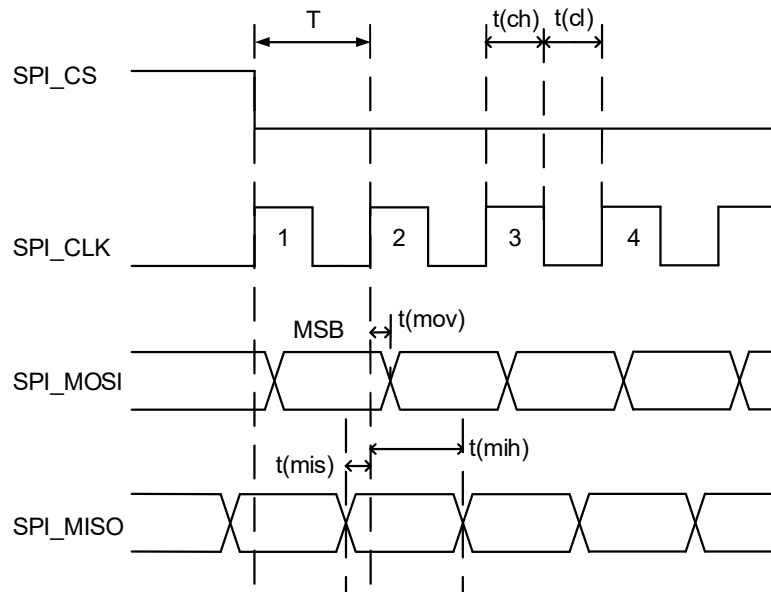 T
t(ch)
t(cl)
SPI_CS
SPI_CLK
1
2
3
4
MSB
t(mov)
SPI_MOSI
t(mis)
t(mih)
SPI_MISO